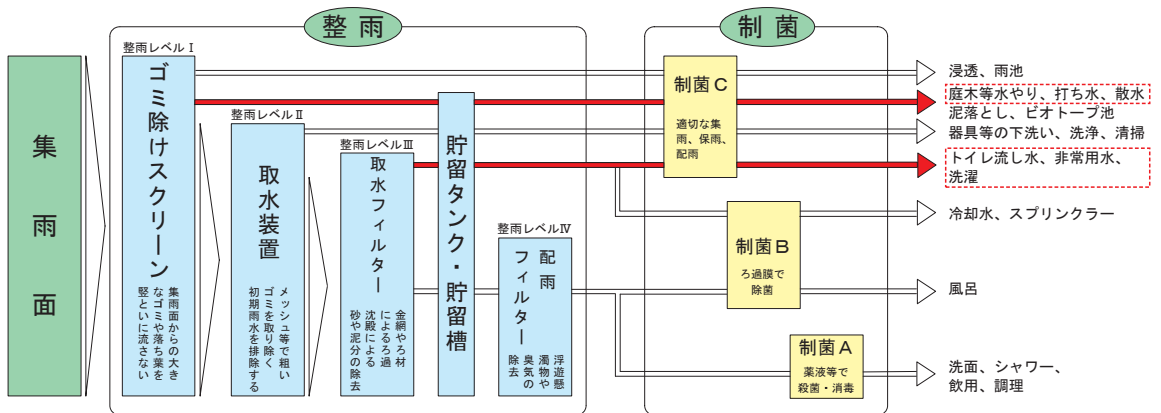 整雨
制菌
集雨面
整雨レベルⅠ
ゴミ除けスクリーン
集雨面からの大き
なゴミや落ち葉を
竪といに流さない
整雨レベルⅡ
取水装置
メッシュ等で粗い
ゴミを取り除く
初期雨水を排除する
整雨レベルⅢ
取水フィルター
金網やろ材
によるろ過
沈殿による
砂や泥分の除去
貯留タンク・貯留槽
整雨レベルⅣ
配雨
フィルター
浮遊懸
濁物や
臭気の
除去
制菌C
適切な集
雨、保雨、
配雨
制菌B
ろ過膜で
除菌
制菌A
薬液等で
殺菌・消毒
浸透、雨池
庭木等水やり、打ち水、散水
泥落とし、ビオトープ池
器具等の下洗い、洗浄、清掃
トイレ流し水、非常用水、
洗濯
冷却水、スプリンクラー
風呂
洗面、シャワー、
飲用、調理